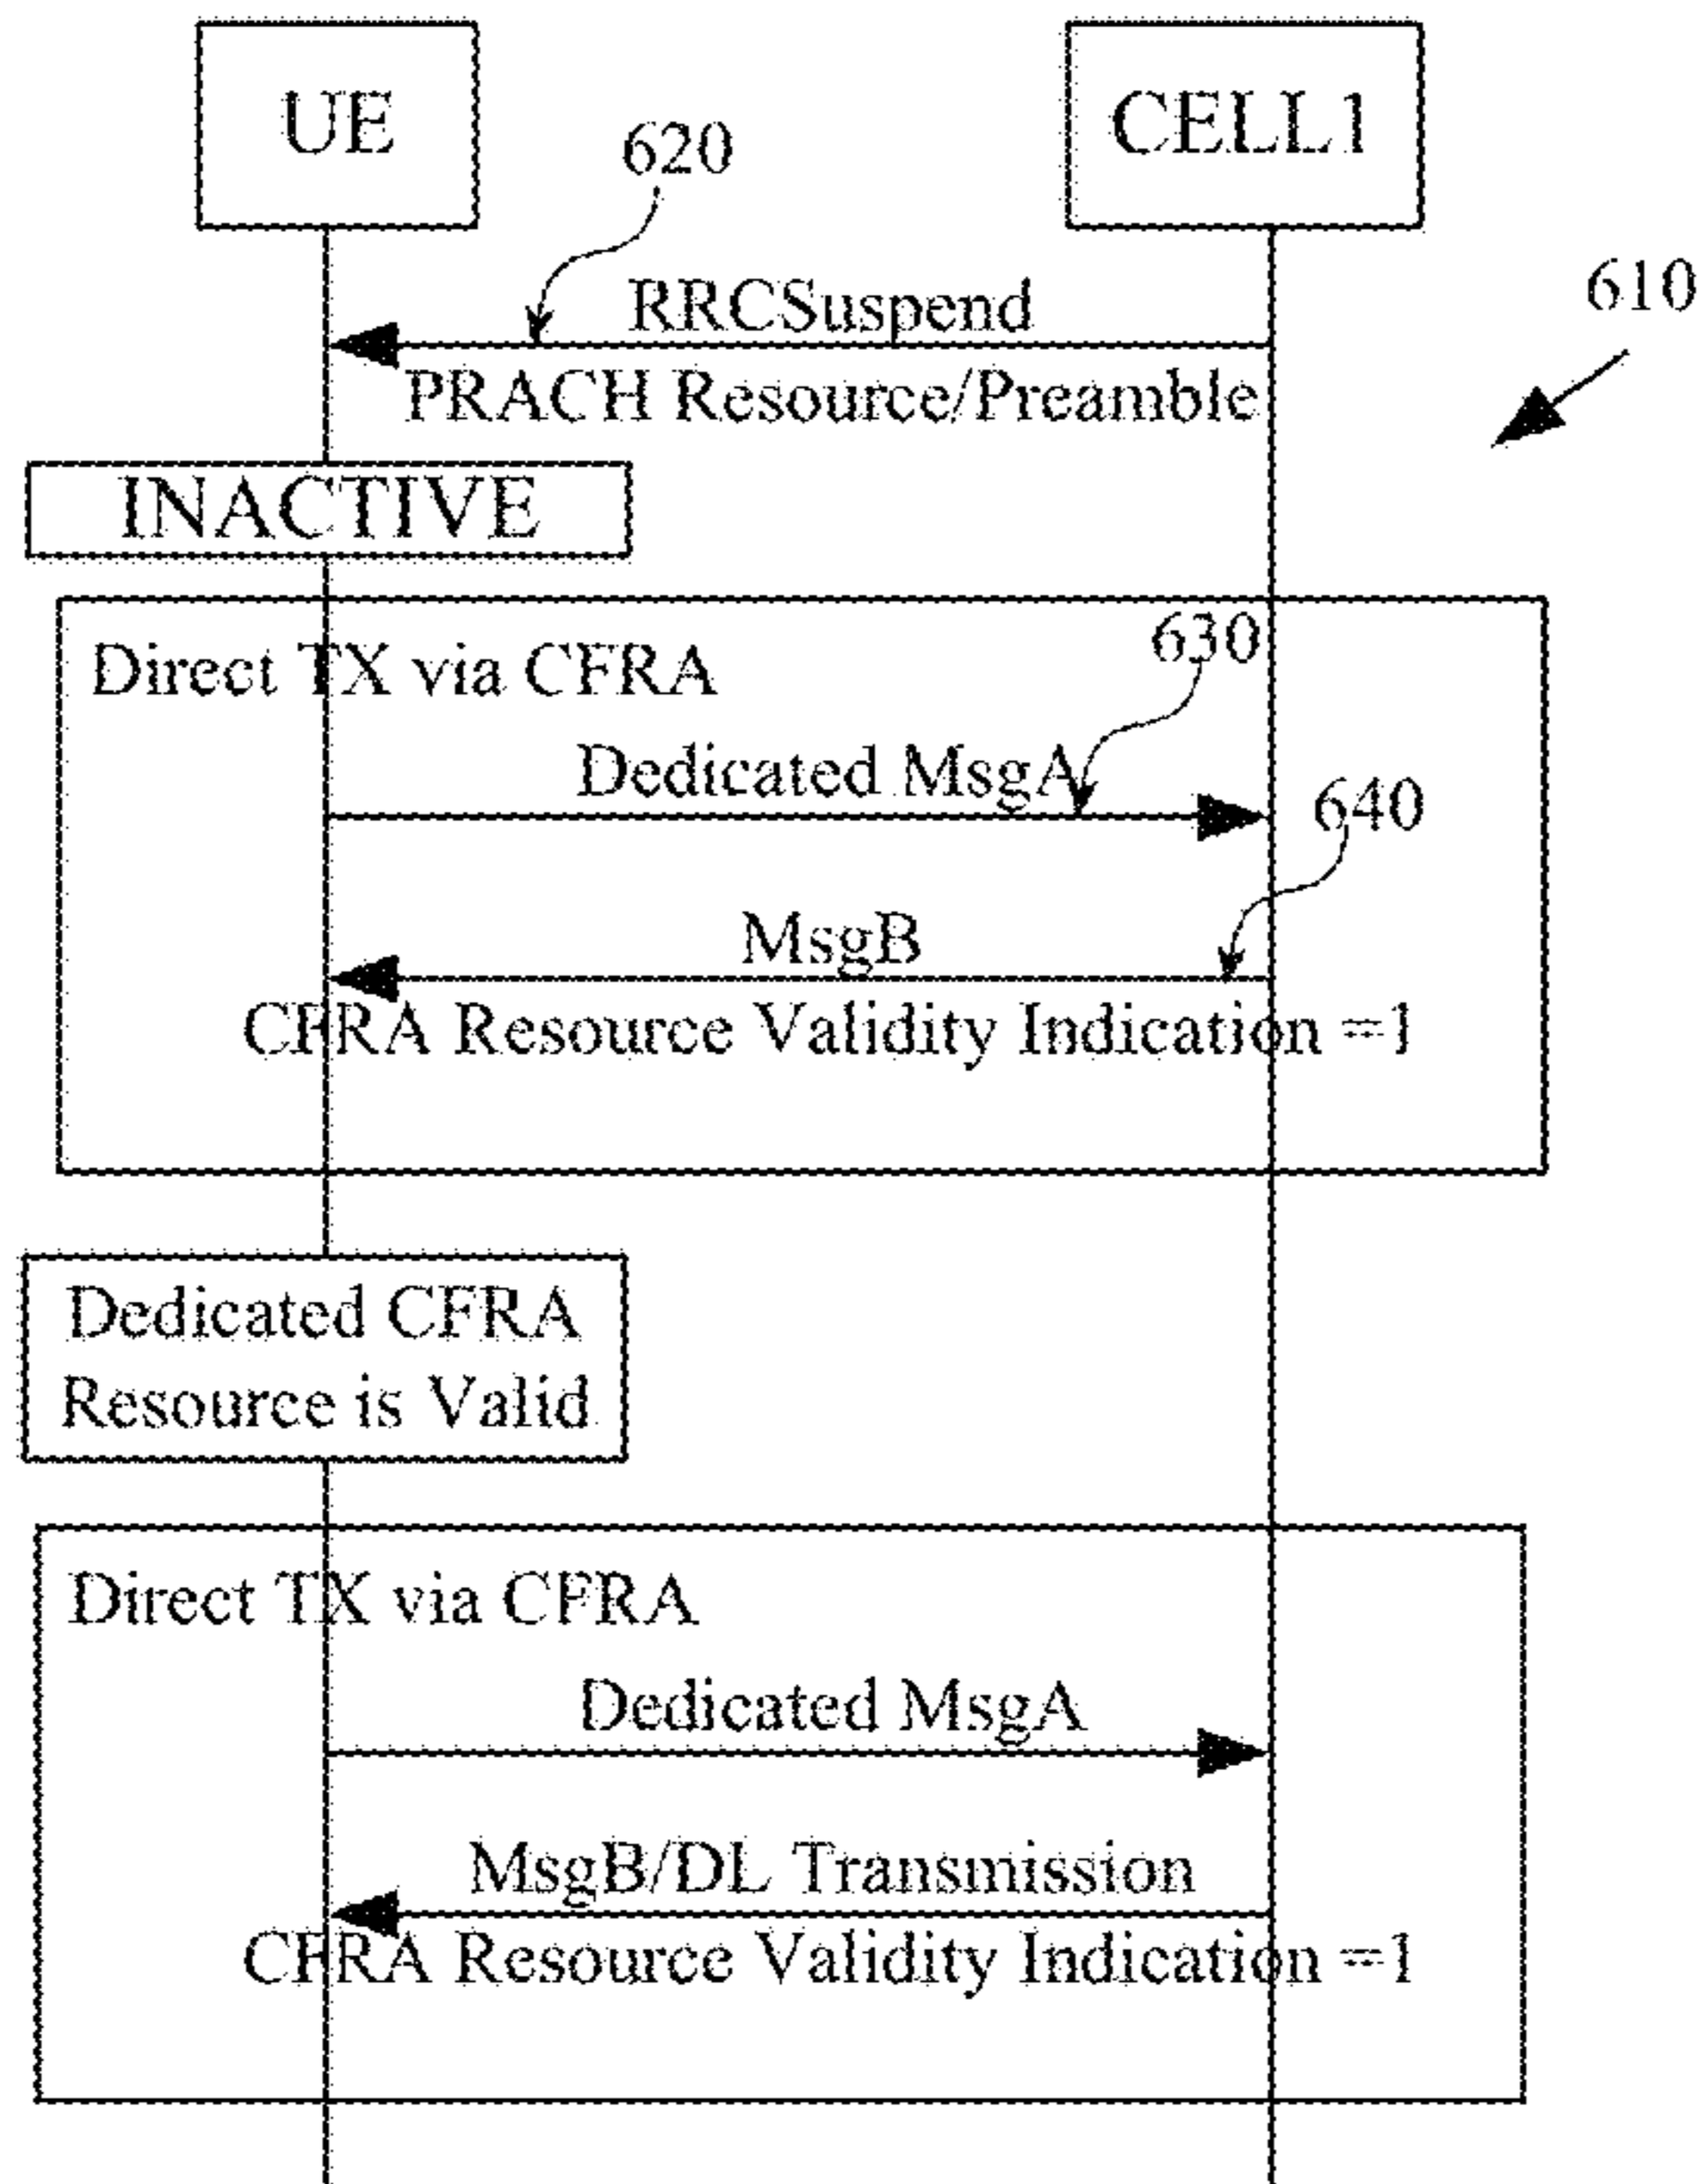 UE
CELL1
620
610
RRCSuspend
PRACH Resource/Preamble
INACTIVE
Direct TX via CFRA
630
Dedicated MsgA
640
MsgB
CFRA Resource Validity Indication =1
Dedicated CFRA
Resource is Valid
Direct TX via CFRA
Dedicated MsgA
MsgB/DL Transmission
CFRA Resource Validity Indication =1